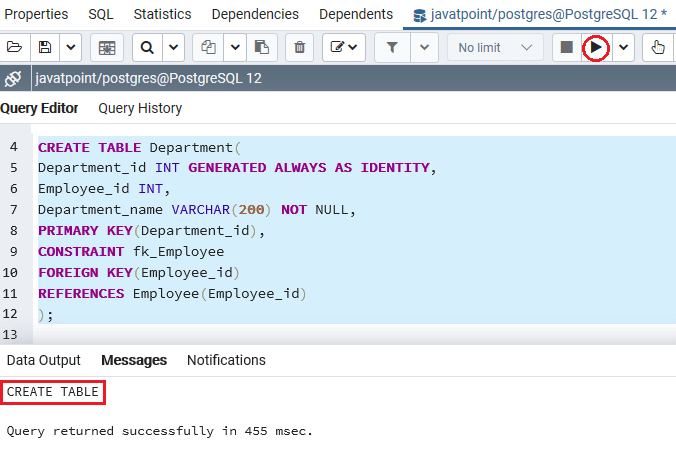 Properties SQL Statistics Dependencies Dependents javatpoint/postgres@PostgreSQL 12 *
No limit
javatpoint/postgres@PostgreSQL 12
Query Editor Query History
4 CREATE TABLE Department(
5 Department_id INT GENERATED ALWAYS AS IDENTITY,
6 Employee_id INT,
7 Department_name VARCHAR(200) NOT NULL,
8 PRIMARY KEY(Department_id),
9 CONSTRAINT fk_Employee
10 FOREIGN KEY(Employee_id)
11 REFERENCES Employee(Employee_id)
12 );
13
Data Output Messages Notifications
CREATE TABLE
Query returned successfully in 455 msec.